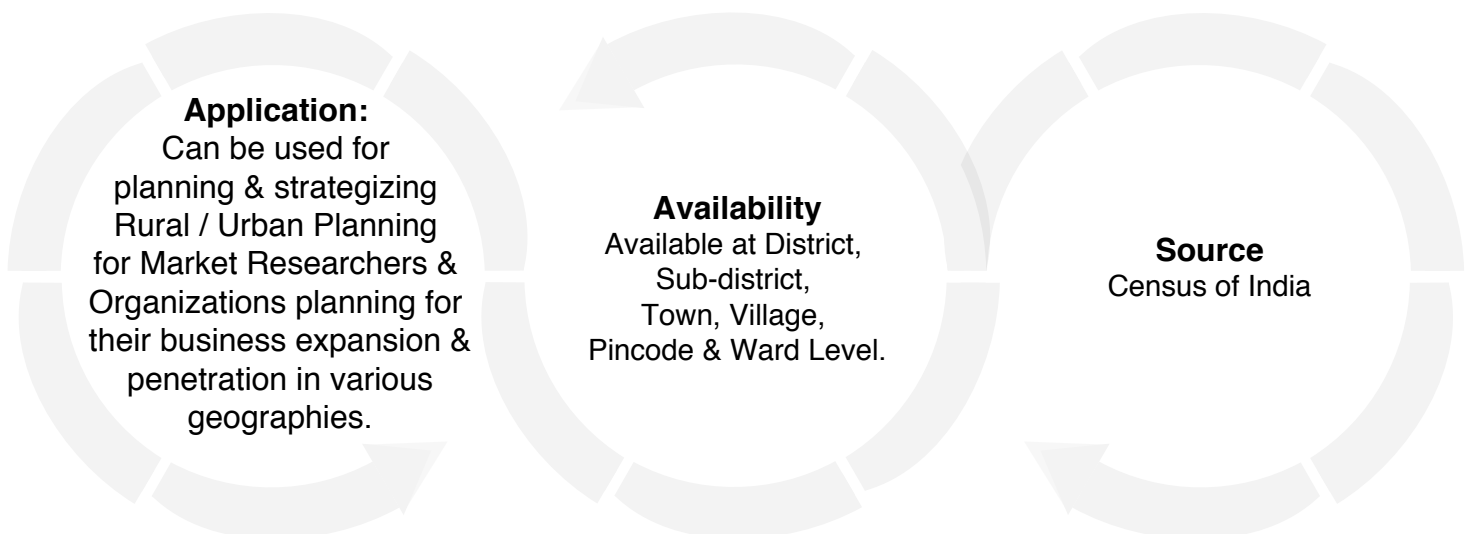 Application:
Can be used for
planning & strategizing
Rural / Urban Planning
for Market Researchers &
Organizations planning for
their business expansion &
penetration in various
geographies.
Availability
Available at District,
Sub-district,
Town, Village,
Pincode & Ward Level.
Source
Census of India